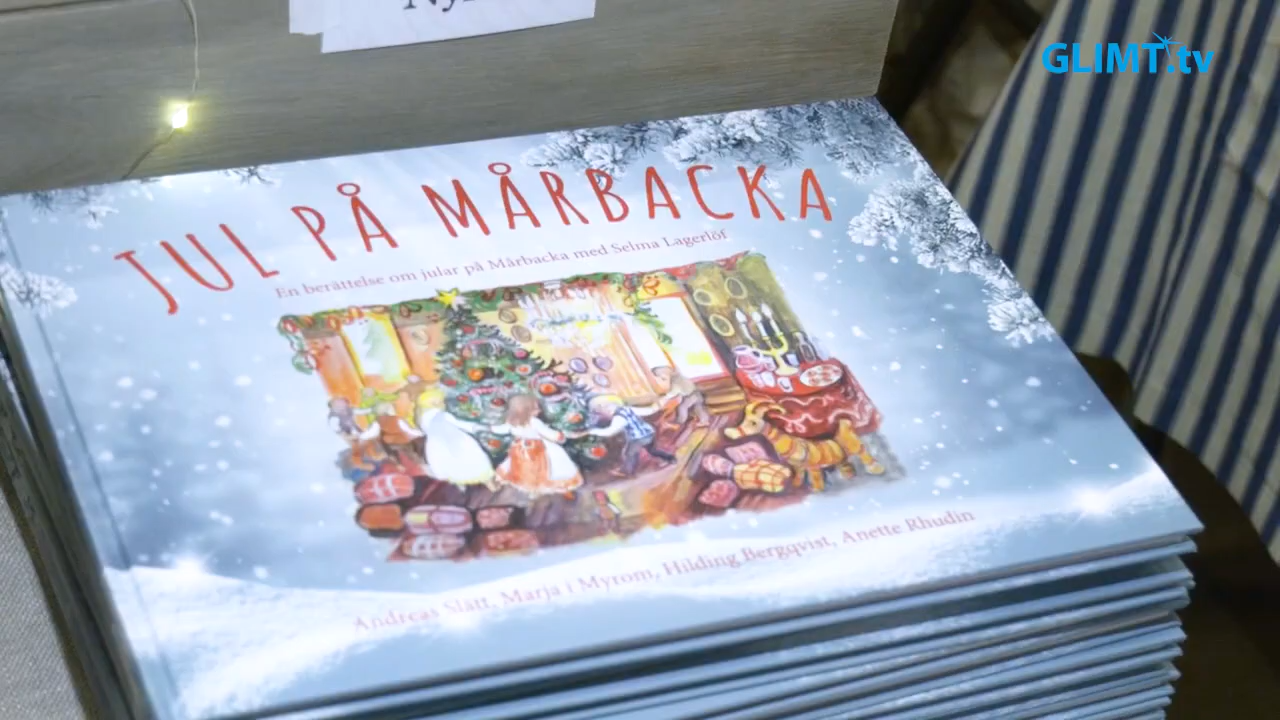 GLIMT.tv
JUL PÅ MÅRBACKA
En berättelse om jular på Mårbacka med Selma Lagerlöf
Andreas Slätt, Marja i Myrom, Hilding Bergqvist, Anette Rhudin